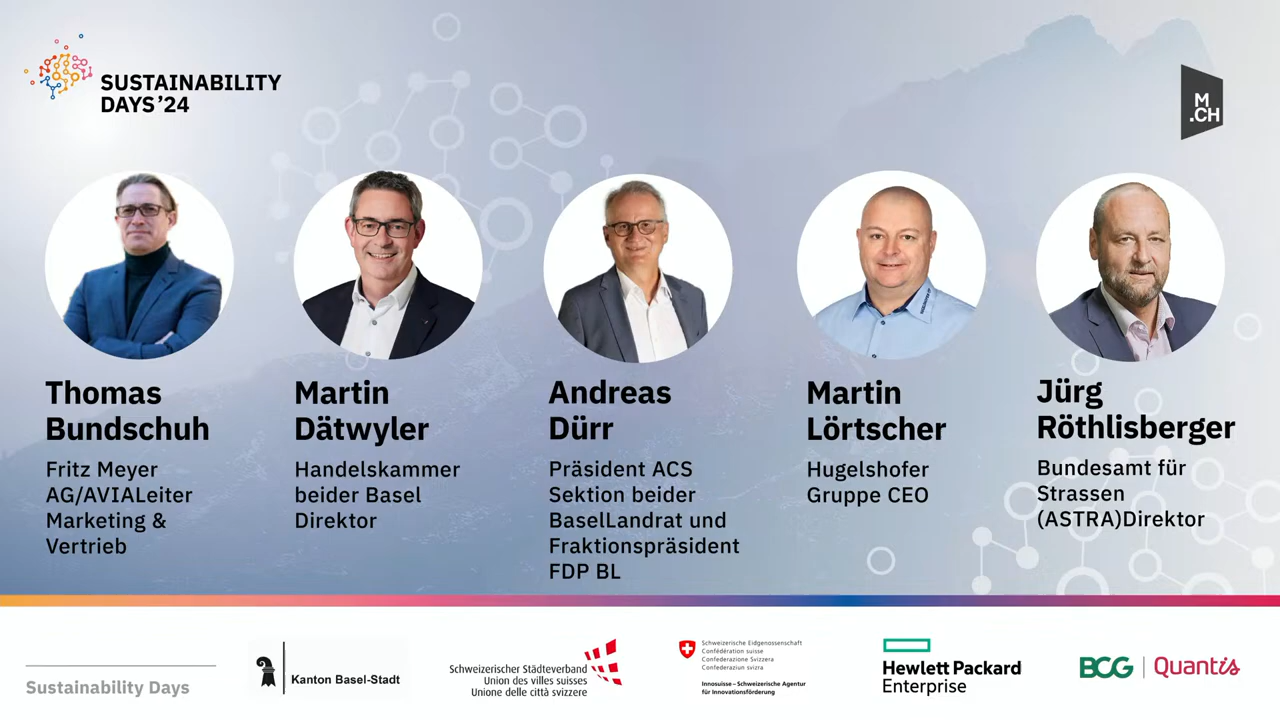 SUSTAINABILITY
DAYS '24
M
.CH
Thomas
Bundschuh
Fritz Meyer
AG/AVIALeiter
Marketing &
Vertrieb
Martin
Dätwyler
Handelskammer
beider Basel
Direktor
Andreas
Dürr
Präsident ACS
Sektion beider
BaselLandrat und
Fraktionspräsident
FDP BL
Martin
Lörtscher
Hugelshofer
Gruppe CEO
Jürg
Röthlisberger
Bundesamt für
Strassen
(ASTRA)Direktor
Sustainability Days
Kanton Basel-Stadt
Schweizerischer Städteverband
Union des villes suisses
Unione delle città svizzere
Schweizerische Eidgenossenschaft
Confédération suisse
Confederazione Svizzera
Confederaziun svizra
Innosuisse – Schweizerische Agentur
für Innovationsförderung
Hewlett Packard
Enterprise
BCG
Quantis